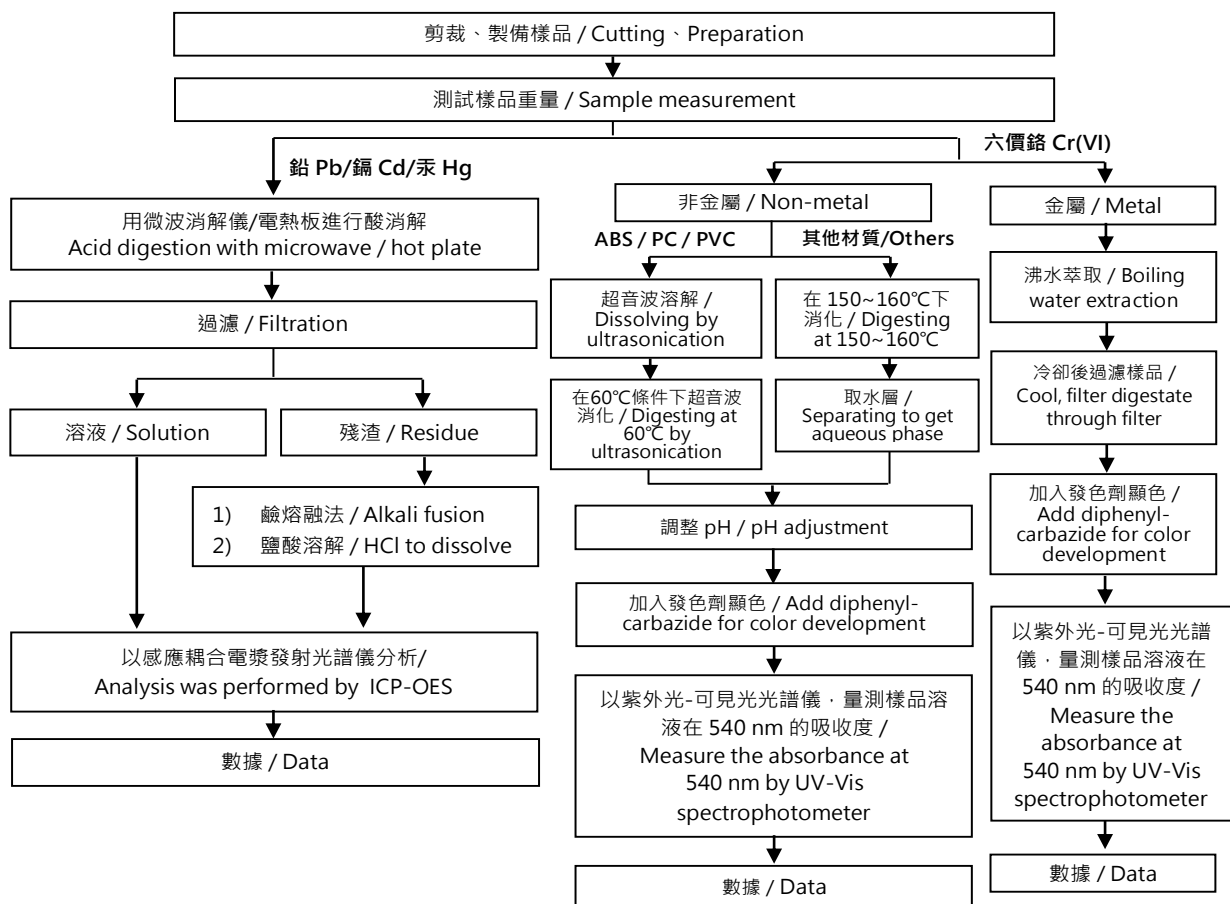 剪裁、製備樣品 / Cutting、Preparation
測試樣品重量 / Sample measurement
鉛 Pb/鎘 Cd/汞 Hg
六價鉻 Cr(VI)
用微波消解儀/電熱板進行酸消解
Acid digestion with microwave / hot plate
過濾 / Filtration
溶液 / Solution
殘渣 / Residue
1) 鹼熔融法 / Alkali fusion
2) 鹽酸溶解 / HCl to dissolve
以感應耦合電漿發射光譜儀分析/
Analysis was performed by ICP-OES
數據 / Data
非金屬 / Non-metal
ABS / PC / PVC
其他材質/Others
超音波溶解 /
Dissolving by
ultrasonication
在60℃條件下超音波
消化 / Digesting at
60℃ by
ultrasonication
在 150~160℃下
消化 / Digesting
at 150~160℃
取水層 /
Separating to get
aqueous phase
調整 pH / pH adjustment
加入發色劑顯色 / Add diphenyl-
carbazide for color development
以紫外光-可見光光譜儀，量測樣品溶
液在 540 nm 的吸收度 /
Measure the absorbance at
540 nm by UV-Vis
spectrophotometer
數據 / Data
金屬 / Metal
沸水萃取 / Boiling
water extraction
冷卻後過濾樣品 /
Cool, filter digestate
through filter
加入發色劑顯色 /
Add diphenyl-
carbazide for color
development
以紫外光-可見光光譜
儀，量測樣品溶液在
540 nm 的吸收度 /
Measure the
absorbance at
540 nm by UV-Vis
spectrophotometer
數據 / Data